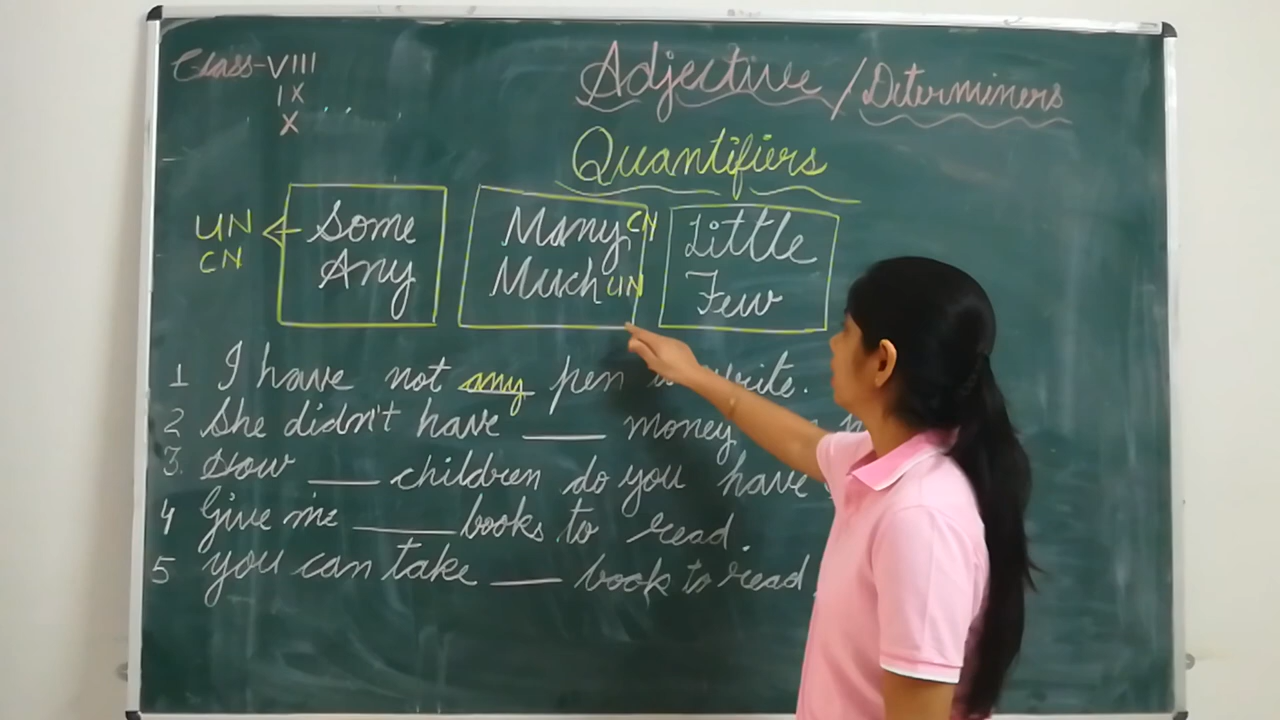 Class-VIII
IX ...
X
Adjective / Determiners
Quantifiers
UN
CN
Some
Any
Many CN
Much UN
Little
Few
1 I have not any pen write.
2 She didn't have ___ money
3. How ___ children do you have
4 Give me ___ books to read.
5 you can take ___ book to read